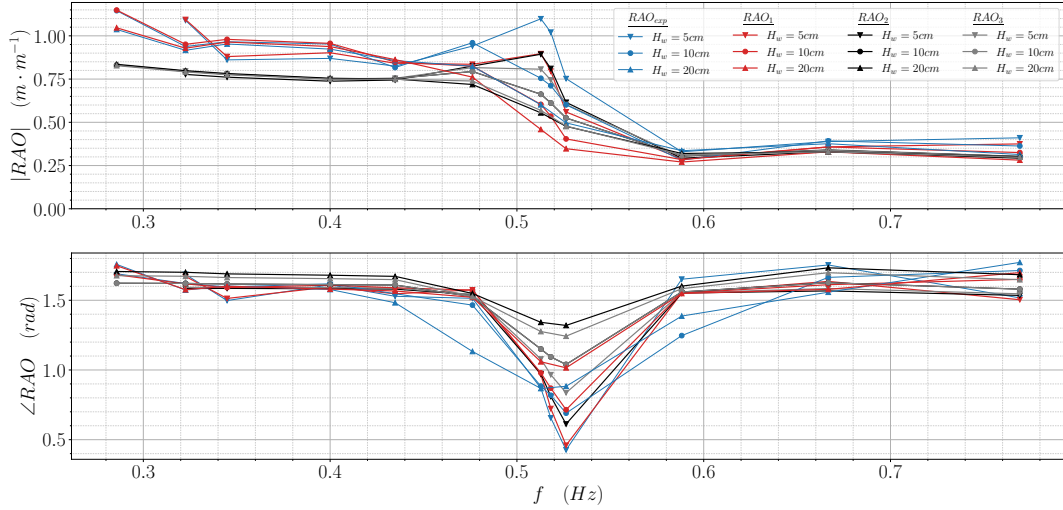 RAO_exp RAO_1 RAO_2 RAO_3
H_w = 5cm H_w = 5cm H_w = 5cm H_w = 5cm
H_w = 10cm H_w = 10cm H_w = 10cm H_w = 10cm
H_w = 20cm H_w = 20cm H_w = 20cm H_w = 20cm
|RAO| (m · m⁻¹)
1.00
0.75
0.50
0.25
0.00
0.3 0.4 0.5 0.6 0.7
∠RAO (rad)
1.5
1.0
0.5
0.3 0.4 0.5 0.6 0.7
f (Hz)